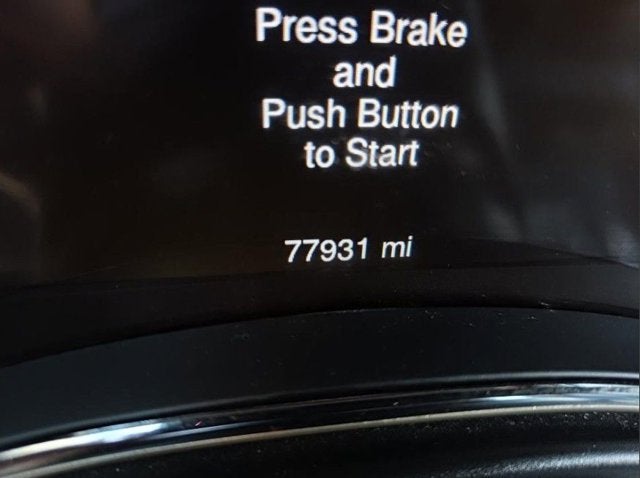 Press Brake
and
Push Button
to Start
77931 mi